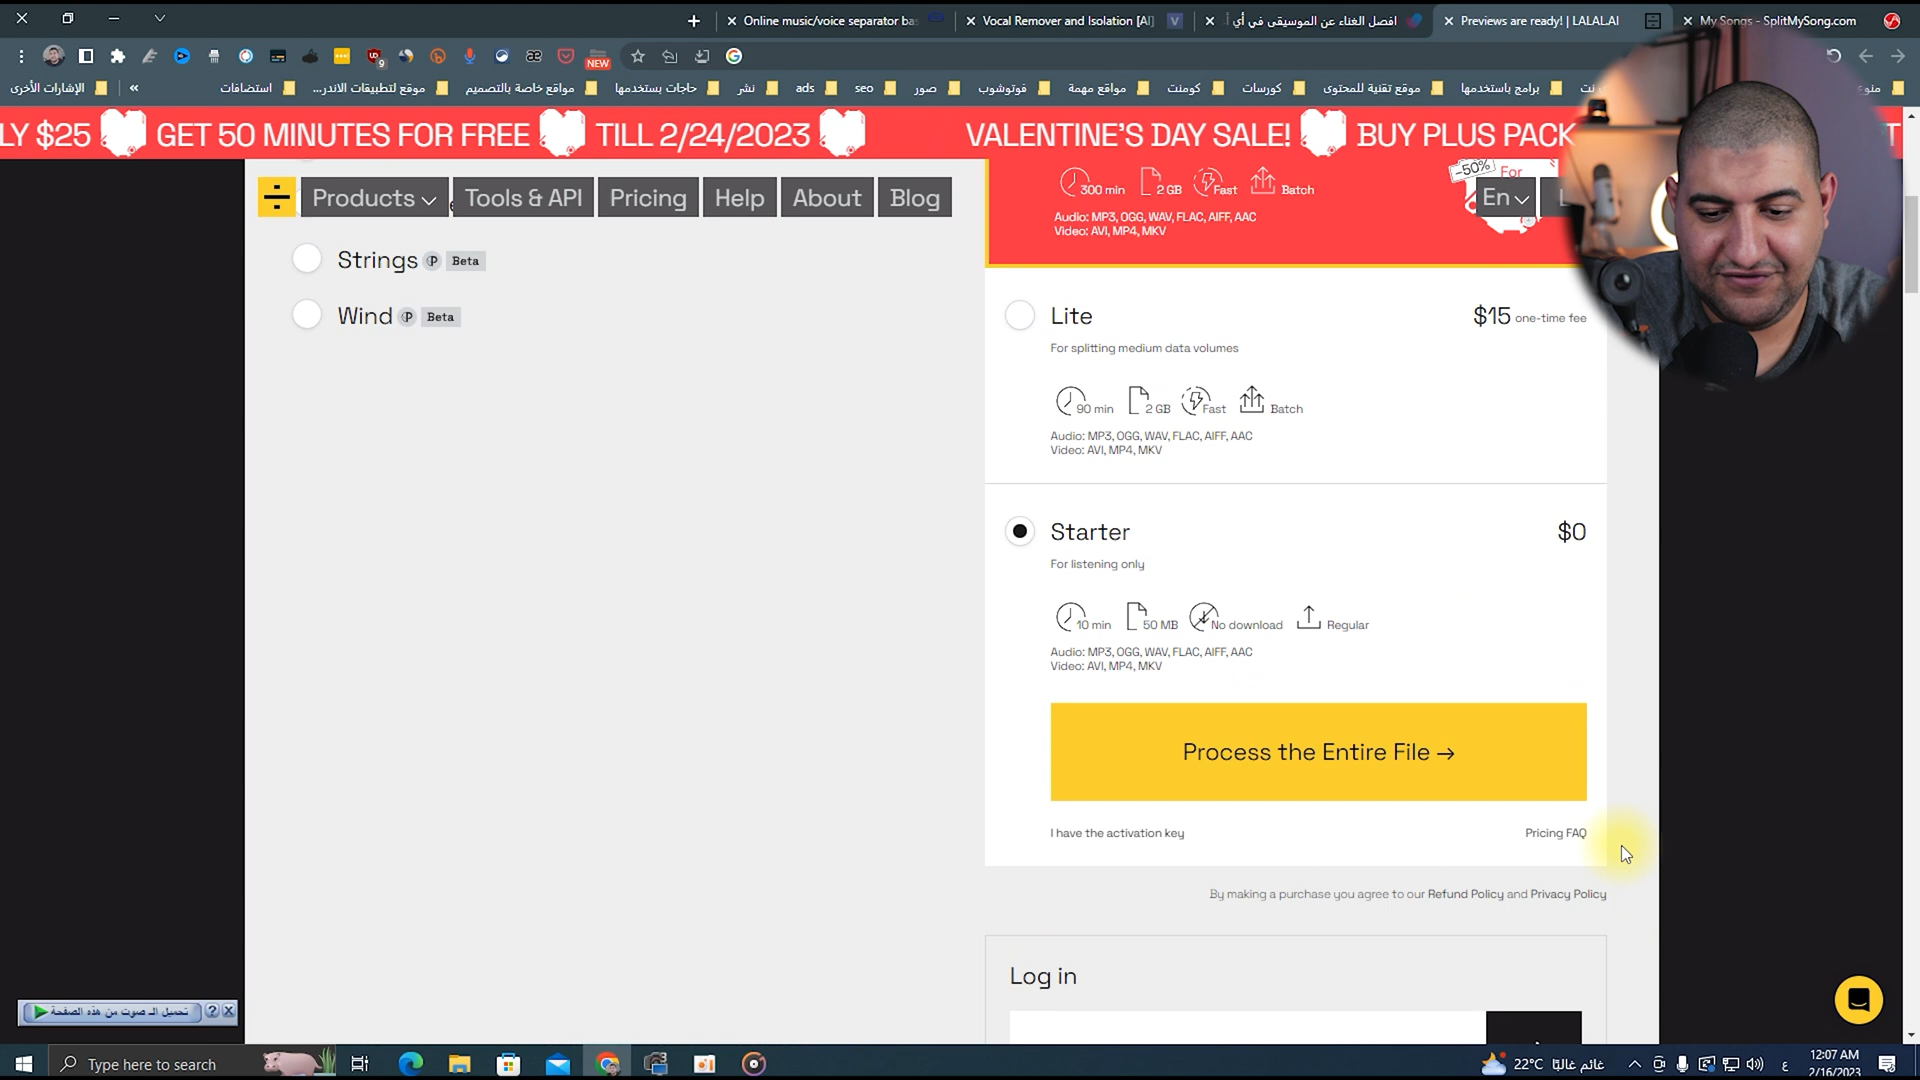 Online music/voice separator ba
Vocal Remover and Isolation [AI]
افصل الغناء عن الموسيقى في أي أ
Previews are ready! | LALAL.AI
My Songs - SplitMySong.com
9
NEW
الإشارات الأخرى
«
استضافات
موقع لتطبيقات الاندر...
مواقع خاصة بالتصميم
حاجات بستخدمها
نشر
ads
seo
صور
فوتوشوب
كومنت
مواقع مهمة
كورسات
موقع تقنية للمحتوى
برامج باستخدمها
LY $25 GET 50 MINUTES FOR FREE TILL 2/24/2023 VALENTINE'S DAY SALE! BUY PLUS PACK
Products
Tools & API
Pricing
Help
About
Blog
En
-50%
For
300 min
2 GB
Fast
Batch
Audio: MP3, OGG, WAV, FLAC, AIFF, AAC
Video: AVI, MP4, MKV
Strings Beta
Wind Beta
Lite
$15 one-time fee
For splitting medium data volumes
90 min
2 GB
Fast
Batch
Audio: MP3, OGG, WAV, FLAC, AIFF, AAC
Video: AVI, MP4, MKV
Starter
$0
For listening only
10 min
50 MB
No download
Regular
Audio: MP3, OGG, WAV, FLAC, AIFF, AAC
Video: AVI, MP4, MKV
Process the Entire File →
I have the activation key
Pricing FAQ
By making a purchase you agree to our Refund Policy and Privacy Policy
Log in
تحميل الـ صوت من هذه الصفحة
Type here to search
22°C غائم غالبًا
ع
12:07 AM
2/16/2023